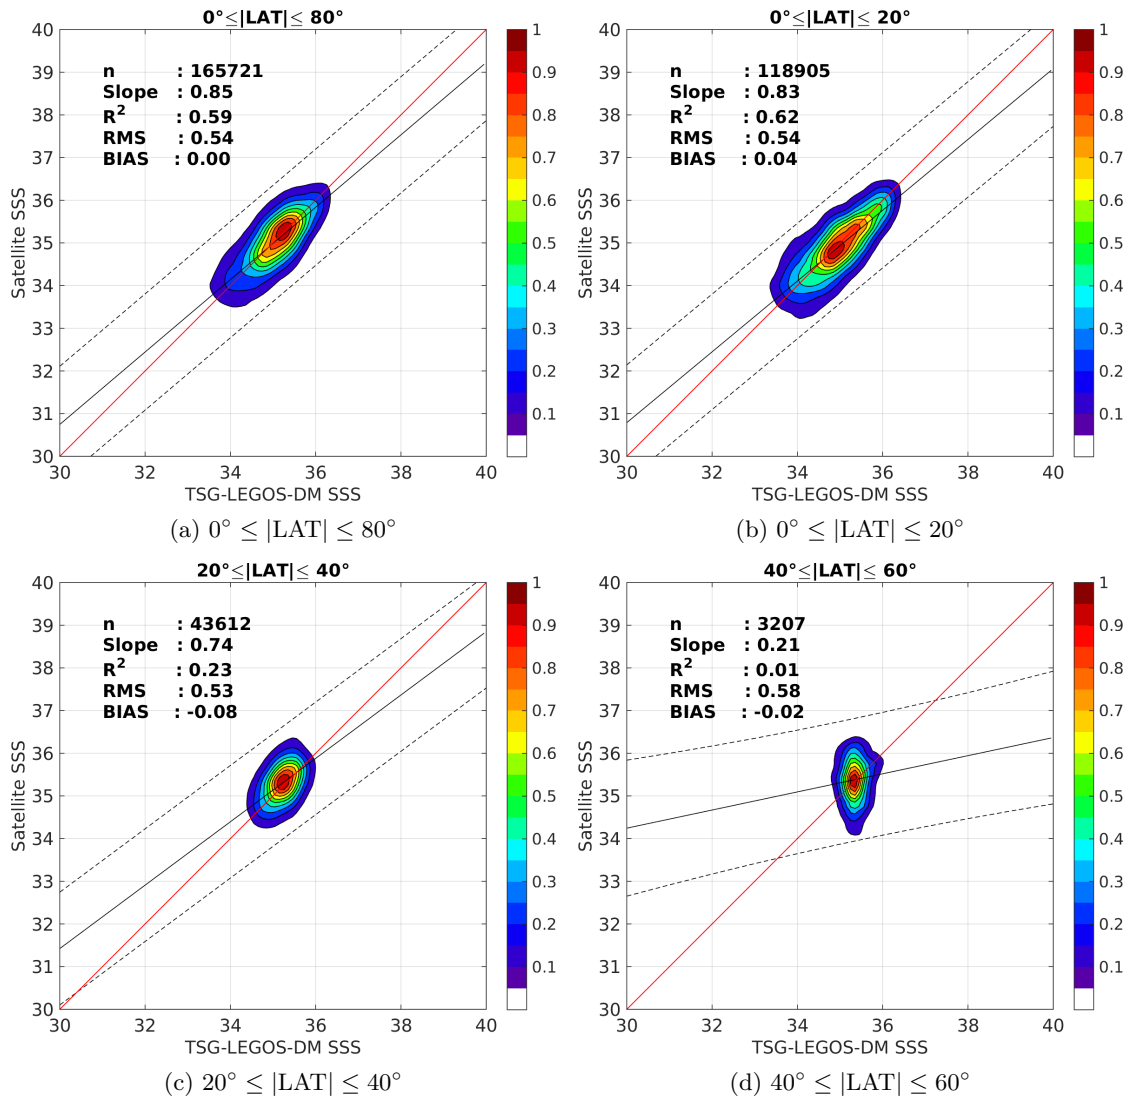 0°≤|LAT|≤ 80°
40
39
38
37
36
35
34
33
32
31
30
Satellite SSS
n : 165721
Slope : 0.85
R² : 0.59
RMS : 0.54
BIAS : 0.00
30 32 34 36 38 40
TSG-LEGOS-DM SSS
1
0.9
0.8
0.7
0.6
0.5
0.4
0.3
0.2
0.1
(a) 0° ≤ |LAT| ≤ 80°
0°≤|LAT|≤ 20°
40
39
38
37
36
35
34
33
32
31
30
Satellite SSS
n : 118905
Slope : 0.83
R² : 0.62
RMS : 0.54
BIAS : 0.04
30 32 34 36 38 40
TSG-LEGOS-DM SSS
1
0.9
0.8
0.7
0.6
0.5
0.4
0.3
0.2
0.1
(b) 0° ≤ |LAT| ≤ 20°
20°≤|LAT|≤ 40°
40
39
38
37
36
35
34
33
32
31
30
Satellite SSS
n : 43612
Slope : 0.74
R² : 0.23
RMS : 0.53
BIAS : -0.08
30 32 34 36 38 40
TSG-LEGOS-DM SSS
1
0.9
0.8
0.7
0.6
0.5
0.4
0.3
0.2
0.1
(c) 20° ≤ |LAT| ≤ 40°
40°≤|LAT|≤ 60°
40
39
38
37
36
35
34
33
32
31
30
Satellite SSS
n : 3207
Slope : 0.21
R² : 0.01
RMS : 0.58
BIAS : -0.02
30 32 34 36 38 40
TSG-LEGOS-DM SSS
1
0.9
0.8
0.7
0.6
0.5
0.4
0.3
0.2
0.1
(d) 40° ≤ |LAT| ≤ 60°